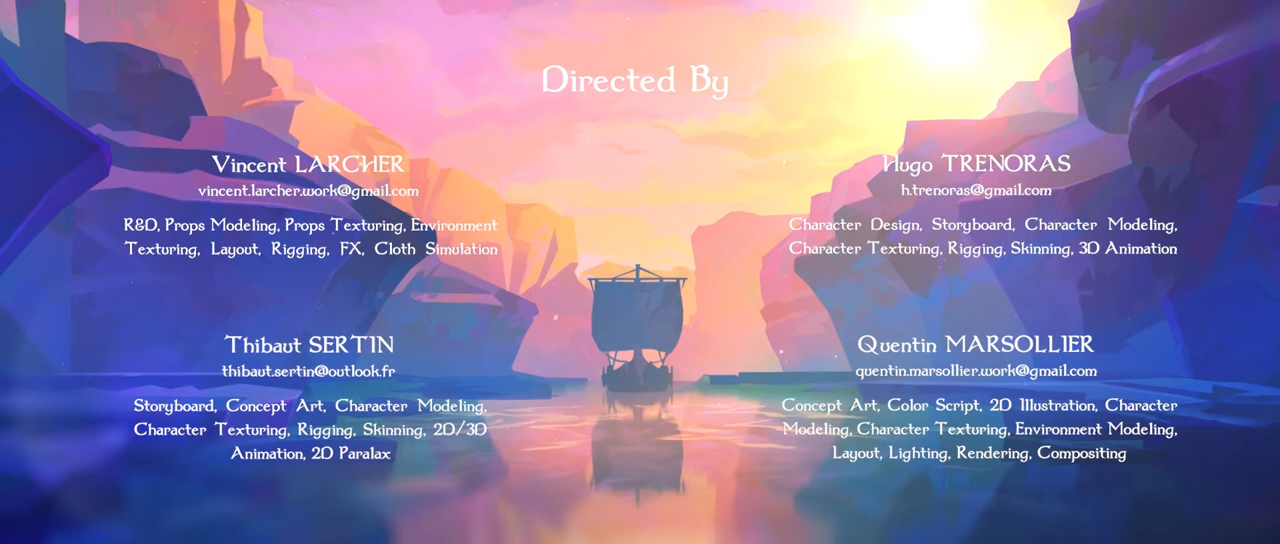 Directed By
Vincent LARCHER
vincent.larcher.work@gmail.com
R&D, Props Modeling, Props Texturing, Environment
Texturing, Layout, Rigging, FX, Cloth Simulation
Hugo TRENORAS
h.trenoras@gmail.com
Character Design, Storyboard, Character Modeling,
Character Texturing, Rigging, Skinning, 3D Animation
Thibaut SERTIN
thibaut.sertin@outlook.fr
Storyboard, Concept Art, Character Modeling,
Character Texturing, Rigging, Skinning, 2D/3D
Animation, 2D Paralax
Quentin MARSOLLIER
quentin.marsollier.work@gmail.com
Concept Art, Color Script, 2D Illustration, Character
Modeling, Character Texturing, Environment Modeling,
Layout, Lighting, Rendering, Compositing